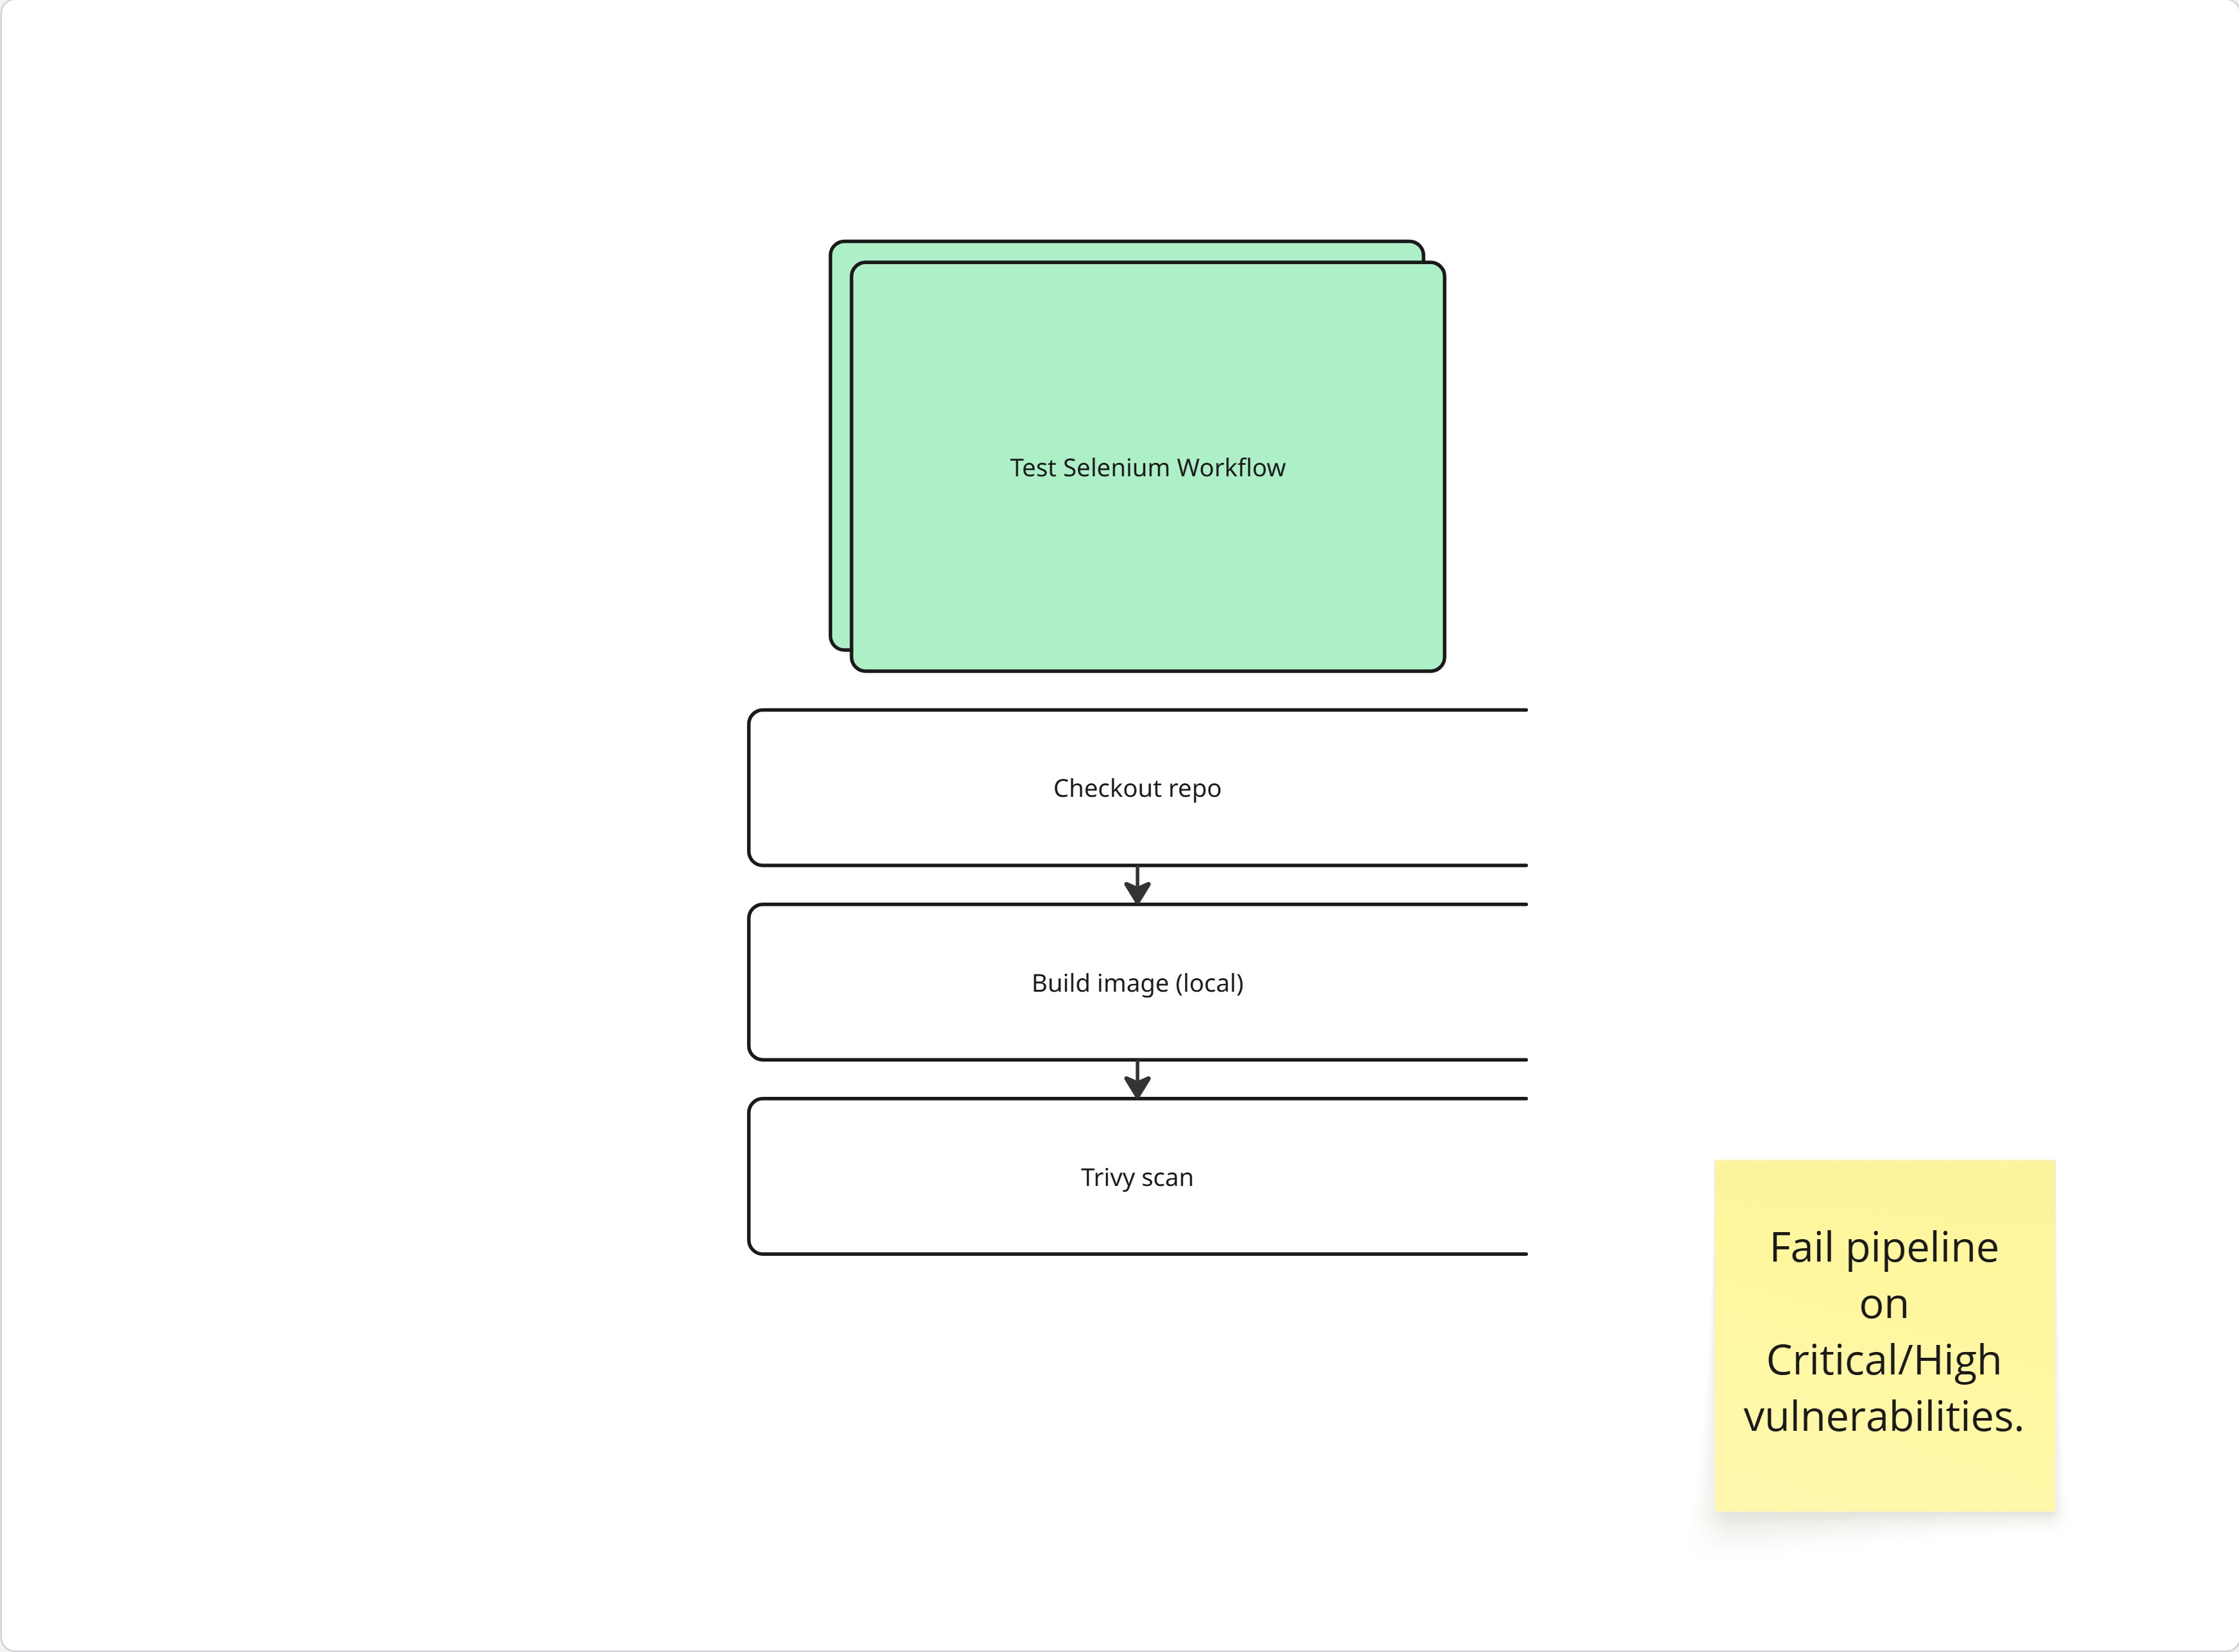 Test Selenium Workflow
Checkout repo
Build image (local)
Trivy scan
Fail pipeline
on
Critical/High
vulnerabilities.